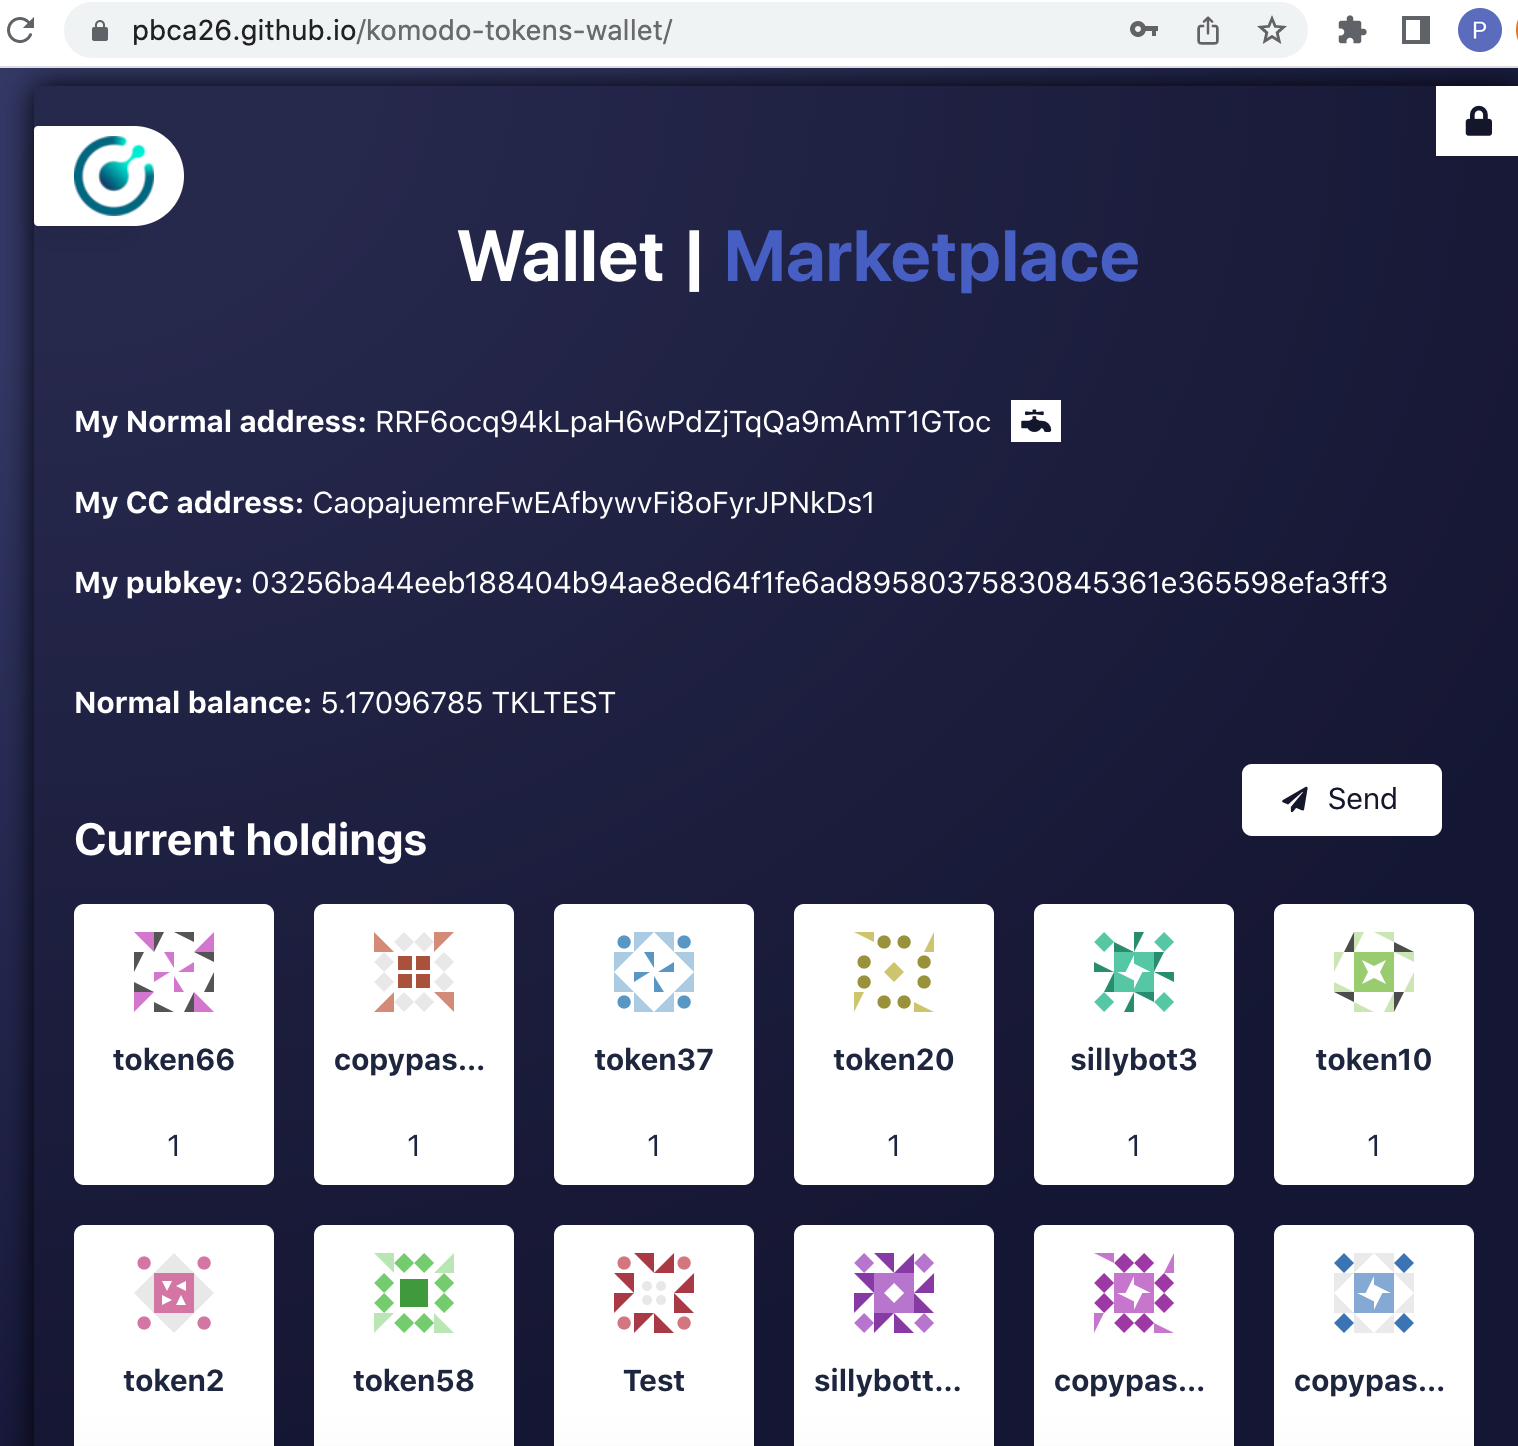 pbca26.github.io/komodo-tokens-wallet/
P
Wallet | Marketplace
My Normal address: RRF6ocq94kLpaH6wPdZjTqQa9mAmT1GToc
My CC address: CaopajuemreFwEAfbywvFi8oFyrJPNkDs1
My pubkey: 03256ba44eeb188404b94ae8ed64f1fe6ad89580375830845361e365598efa3ff3
Normal balance: 5.17096785 TKLTEST
Send
Current holdings
token66 copypas... token37 token20 sillybot3 token10
1 1 1 1 1 1
token2 token58 Test sillybott... copypas... copypas...